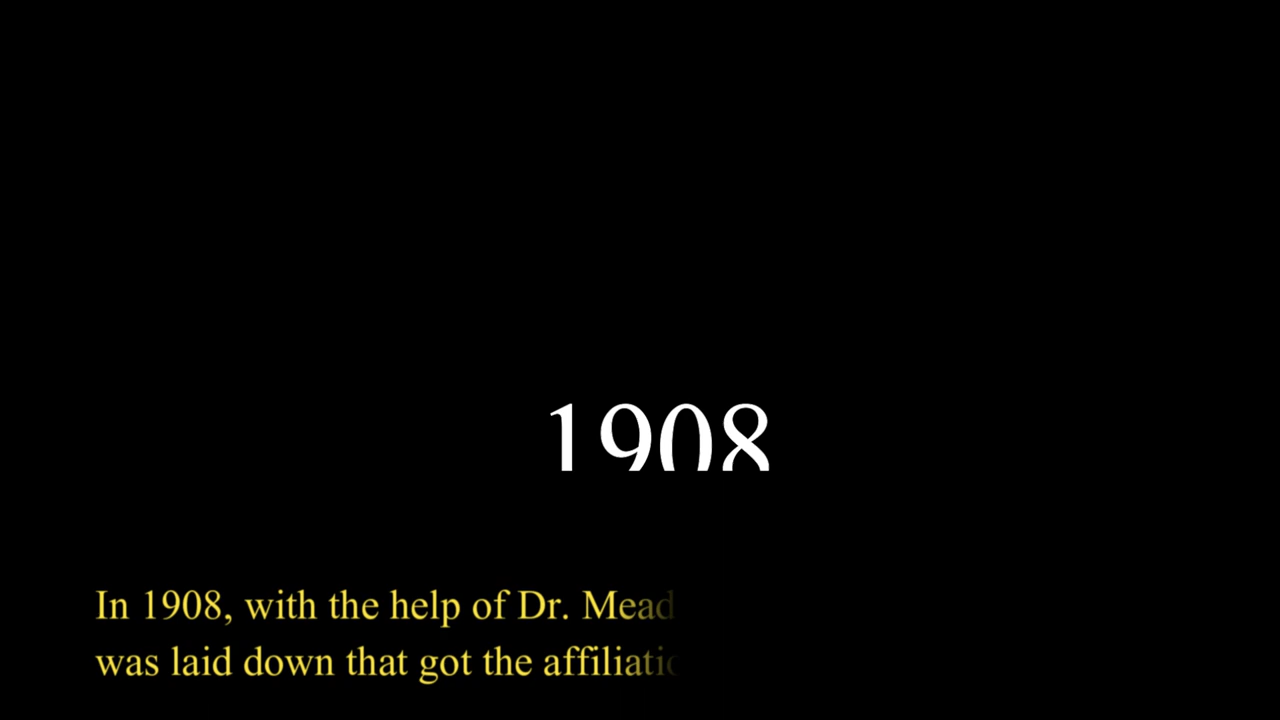 1908
In 1908, with the help of Dr. Mead
was laid down that got the